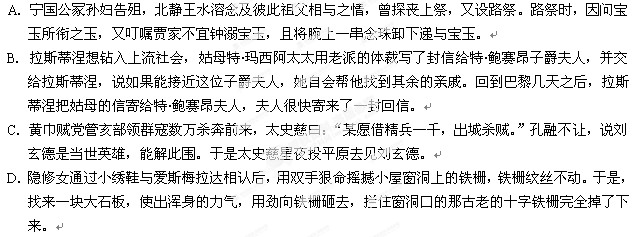 A. 宁国公冢孙妇告殂，北静王水溶念及彼此祖父相与之情，曾探丧上祭，又设路祭。路祭时，因问宝
玉所衔之玉，又叮嘱贾家不宜钟溺宝玉，且将腕上一串念珠卸下递与宝玉。
B. 拉斯蒂涅想钻入上流社会，姑母特·玛西阿太太用老派的体裁写了封信给特·鲍赛昂子爵夫人，并交
给拉斯蒂涅，说如果能接近这位子爵夫人，她自会帮他找到其余的亲戚。回到巴黎几天之后，拉斯
蒂涅把姑母的信寄给特·鲍赛昂夫人，夫人很快寄来了一封回信。
C. 黄巾贼党管亥部领群寇数万杀奔前来，太史慈曰：“某愿借精兵一千，出城杀贼。”孔融不让，说刘
玄德是当世英雄，能解此围。于是太史慈星夜投平原去见刘玄德。
D. 隐修女通过小绣鞋与爱斯梅拉达相认后，用双手狠命摇撼小屋窗洞上的铁栅，铁栅纹丝不动。于是，
找来一块大石板，使出浑身的力气，用劲向铁栅砸去，拦住窗洞口的那古老的十字铁栅完全掉了下
来。